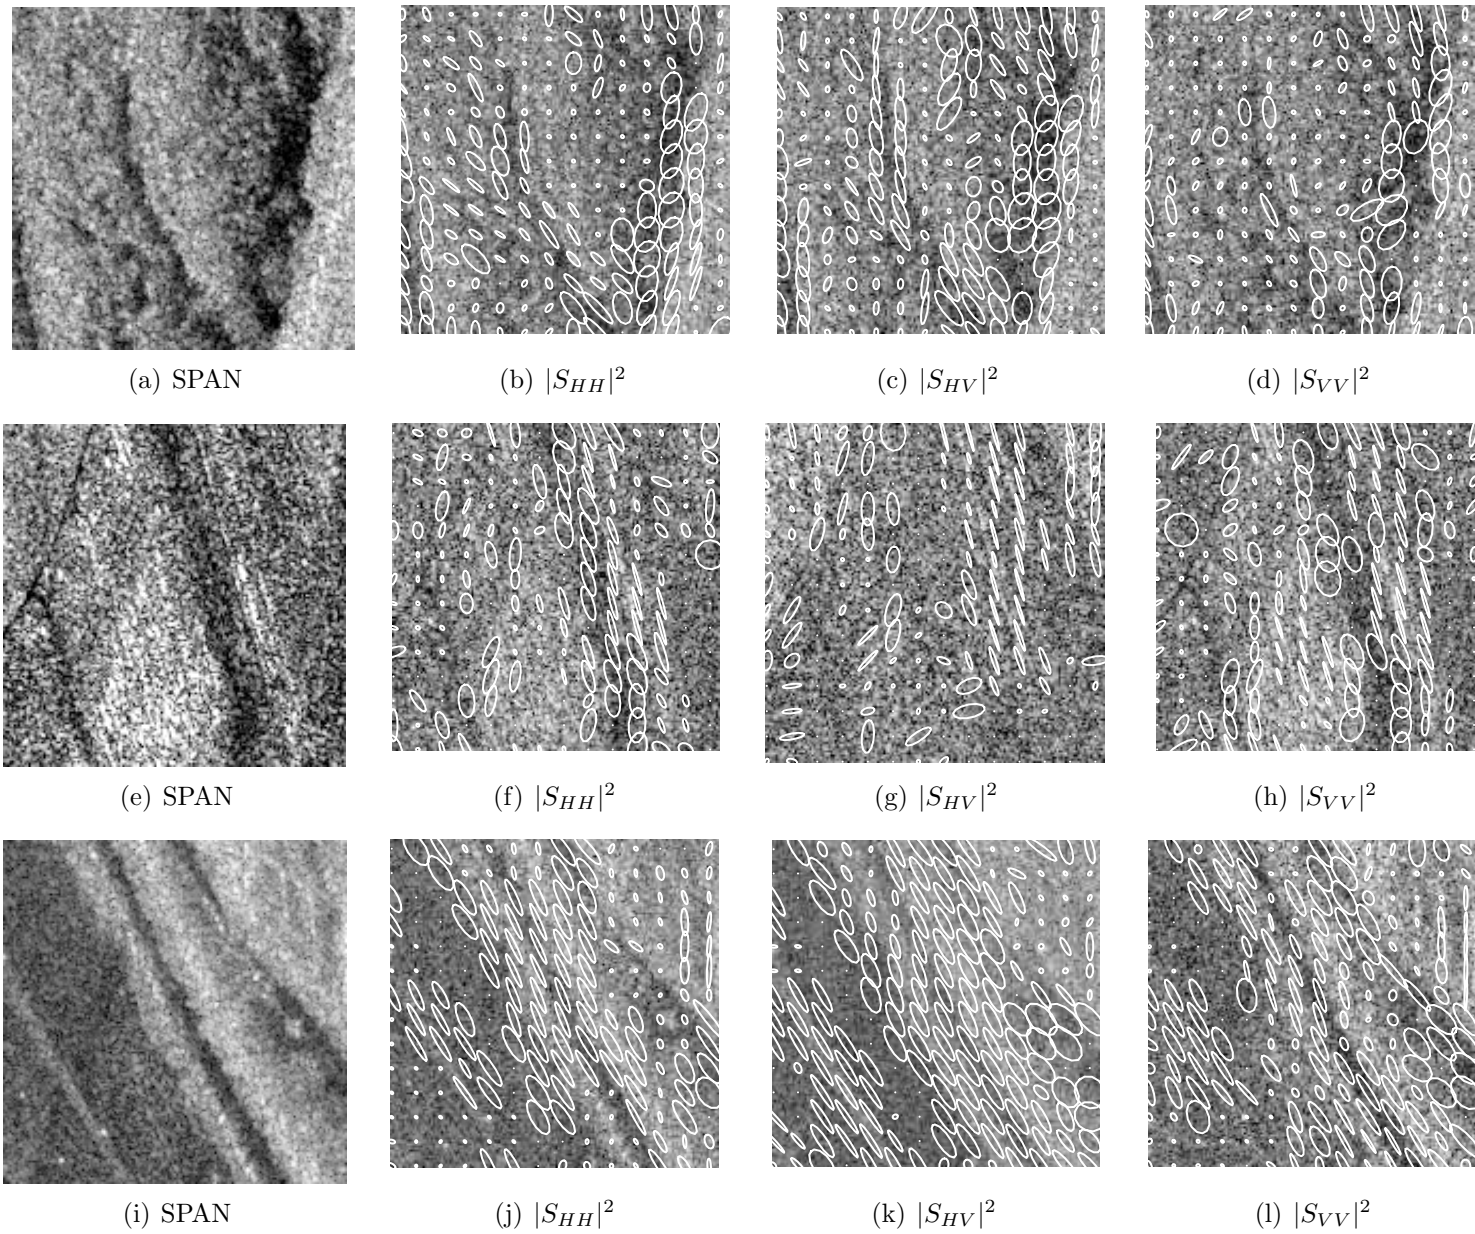 (a) SPAN
(b) |S_{HH}|^2
(c) |S_{HV}|^2
(d) |S_{VV}|^2
(e) SPAN
(f) |S_{HH}|^2
(g) |S_{HV}|^2
(h) |S_{VV}|^2
(i) SPAN
(j) |S_{HH}|^2
(k) |S_{HV}|^2
(l) |S_{VV}|^2